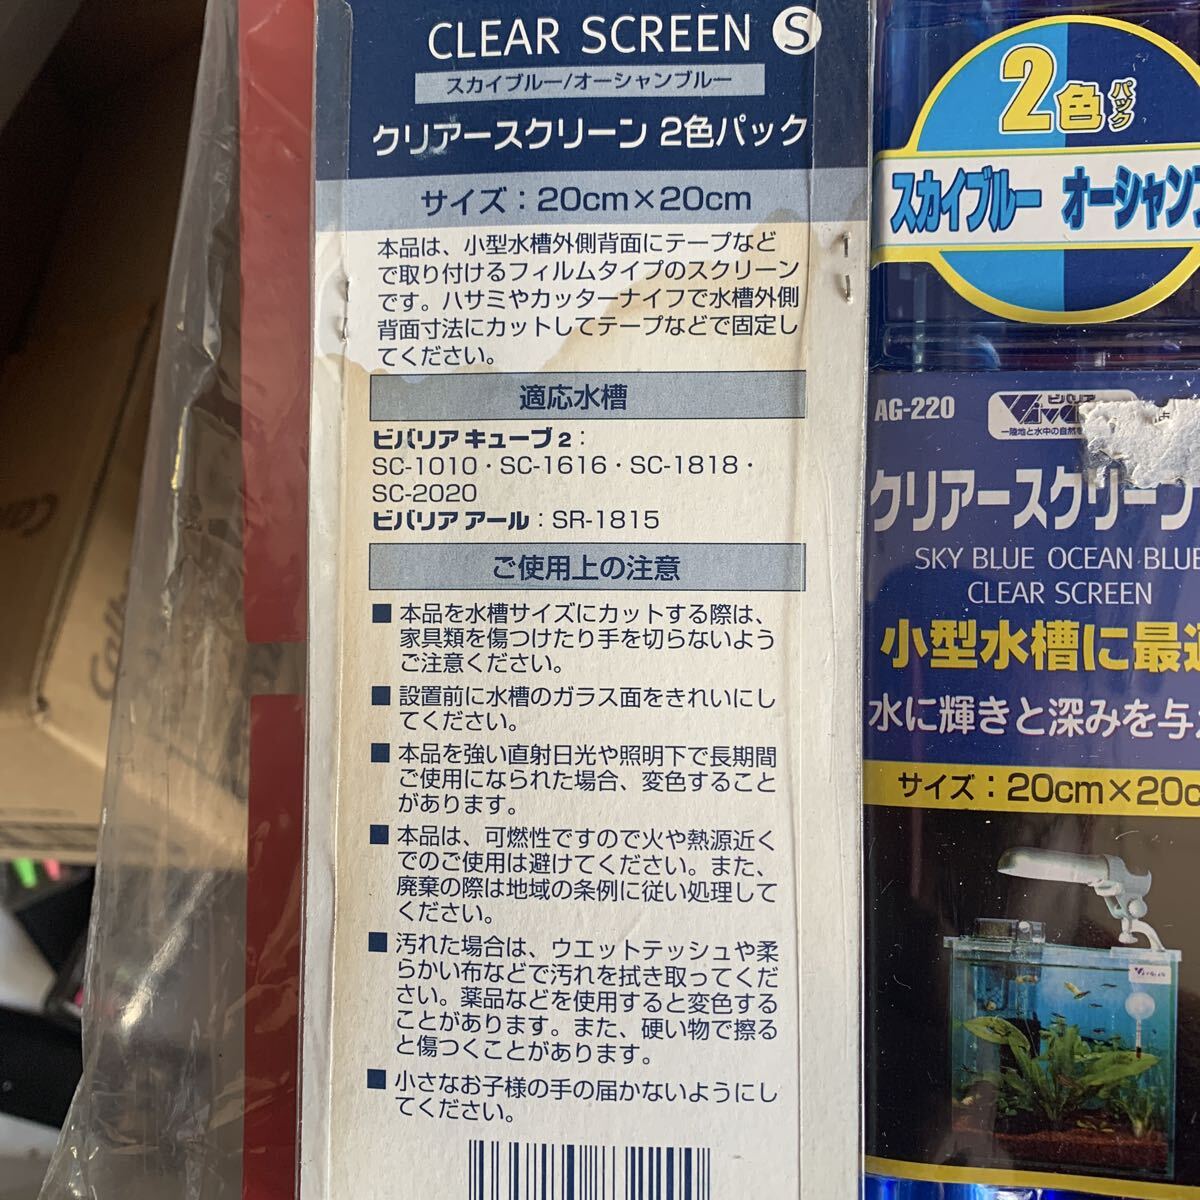 CLEAR SCREEN S
スカイブルー/オーシャンブルー
クリアースクリーン 2色パック
サイズ：20cm×20cm
本品は、小型水槽外側背面にテープなど
で取り付けるフィルムタイプのスクリーン
です。ハサミやカッターナイフで水槽外側
背面寸法にカットしてテープなどで固定し
てください。
適応水槽
ビバリア キューブ 2：
SC-1010・SC-1616・SC-1818・
SC-2020
ビバリア アール：SR-1815
ご使用上の注意
■ 本品を水槽サイズにカットする際は、
家具類を傷つけたり手を切らないよう
ご注意ください。
■ 設置前に水槽のガラス面をきれいにし
てください。
■ 本品を強い直射日光や照明下で長期間
ご使用になられた場合、変色すること
があります。
■ 本品は、可燃性ですので火や熱源近く
でのご使用は避けてください。また、
廃棄の際は地域の条例に従い処理して
ください。
■ 汚れた場合は、ウエットテッシュや柔
らかい布などで汚れを拭き取ってくだ
さい。薬品などを使用すると変色する
ことがあります。また、硬い物で擦る
と傷つくことがあります。
■ 小さなお子様の手の届かないようにし
てください。
2色パック
スカイブルー オーシャン
AG-220
ビバリア
クリアースクリーン
SKY BLUE OCEAN BLUE
CLEAR SCREEN
小型水槽に最適
水に輝きと深みを与
サイズ：20cm×20c